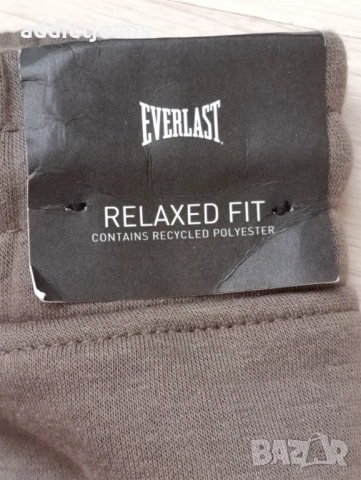 EVERLAST
RELAXED FIT
CONTAINS RECYCLED POLYESTER
BAZAR